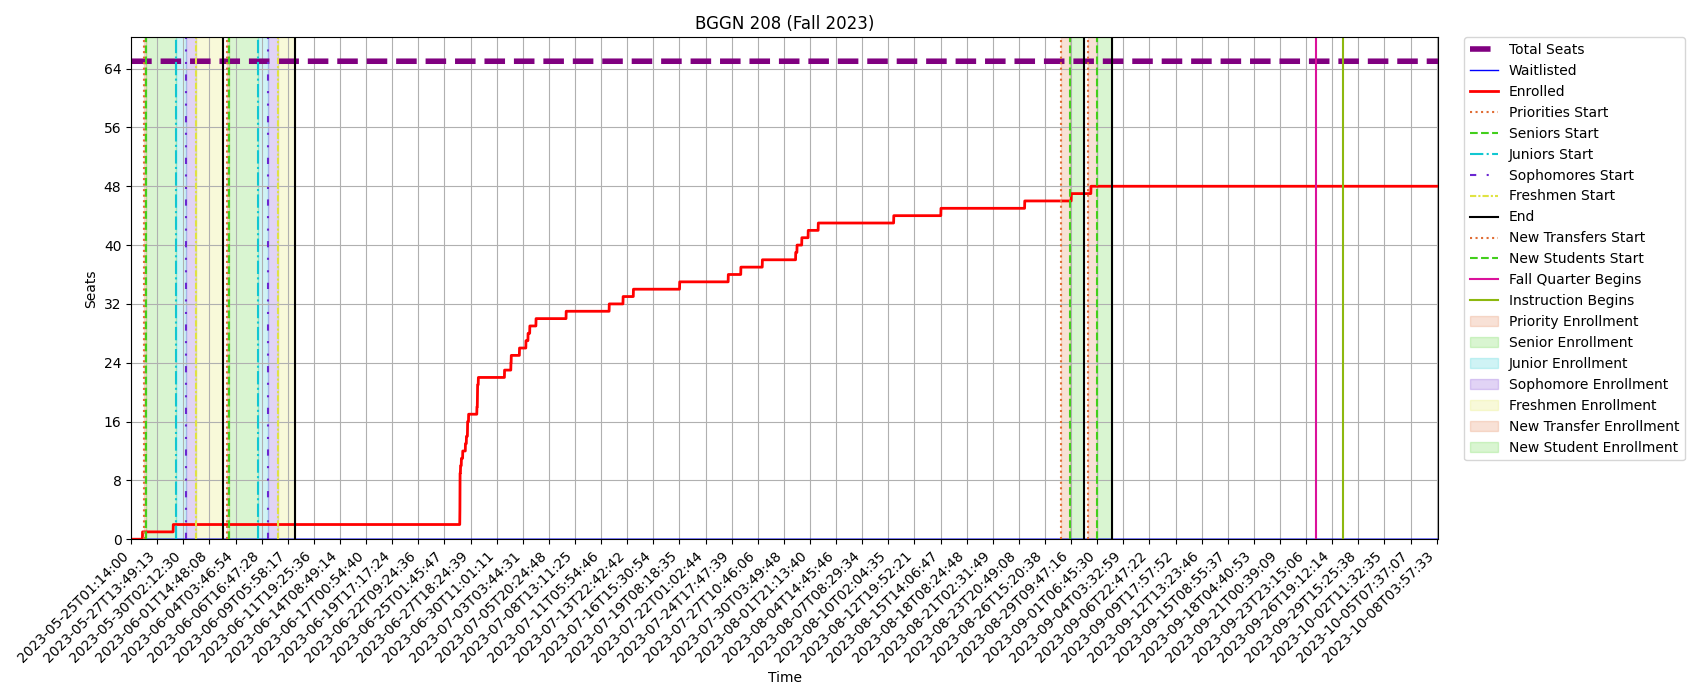 BGGN 208 (Fall 2023)
Seats
64
56
48
40
32
24
16
8
0
2023-05-25T01:14:00
2023-05-27T13:49:13
2023-05-30T02:12:30
2023-06-01T14:48:08
2023-06-04T03:46:54
2023-06-06T16:47:28
2023-06-09T05:58:17
2023-06-11T19:25:36
2023-06-14T08:49:14
2023-06-17T00:54:40
2023-06-19T17:17:24
2023-06-22T09:24:36
2023-06-25T01:45:47
2023-06-27T18:24:39
2023-06-30T11:01:11
2023-07-03T03:44:31
2023-07-05T20:24:48
2023-07-08T13:11:25
2023-07-11T05:54:46
2023-07-13T22:42:42
2023-07-16T15:30:54
2023-07-19T08:18:35
2023-07-22T01:02:44
2023-07-24T17:47:39
2023-07-27T10:46:06
2023-07-30T03:49:48
2023-08-01T21:13:40
2023-08-04T14:45:46
2023-08-07T08:29:34
2023-08-10T02:04:35
2023-08-12T19:52:21
2023-08-15T14:06:47
2023-08-18T08:24:48
2023-08-21T02:31:49
2023-08-23T20:49:08
2023-08-26T15:20:38
2023-08-29T09:47:16
2023-09-01T06:45:30
2023-09-04T03:32:59
2023-09-06T22:47:22
2023-09-09T17:57:52
2023-09-12T13:23:46
2023-09-15T08:55:37
2023-09-18T04:40:53
2023-09-21T00:39:09
2023-09-23T23:15:06
2023-09-26T19:12:14
2023-09-29T15:25:38
2023-10-02T11:32:35
2023-10-05T07:37:07
2023-10-08T03:57:33
Time
Total Seats
Waitlisted
Enrolled
Priorities Start
Seniors Start
Juniors Start
Sophomores Start
Freshmen Start
End
New Transfers Start
New Students Start
Fall Quarter Begins
Instruction Begins
Priority Enrollment
Senior Enrollment
Junior Enrollment
Sophomore Enrollment
Freshmen Enrollment
New Transfer Enrollment
New Student Enrollment